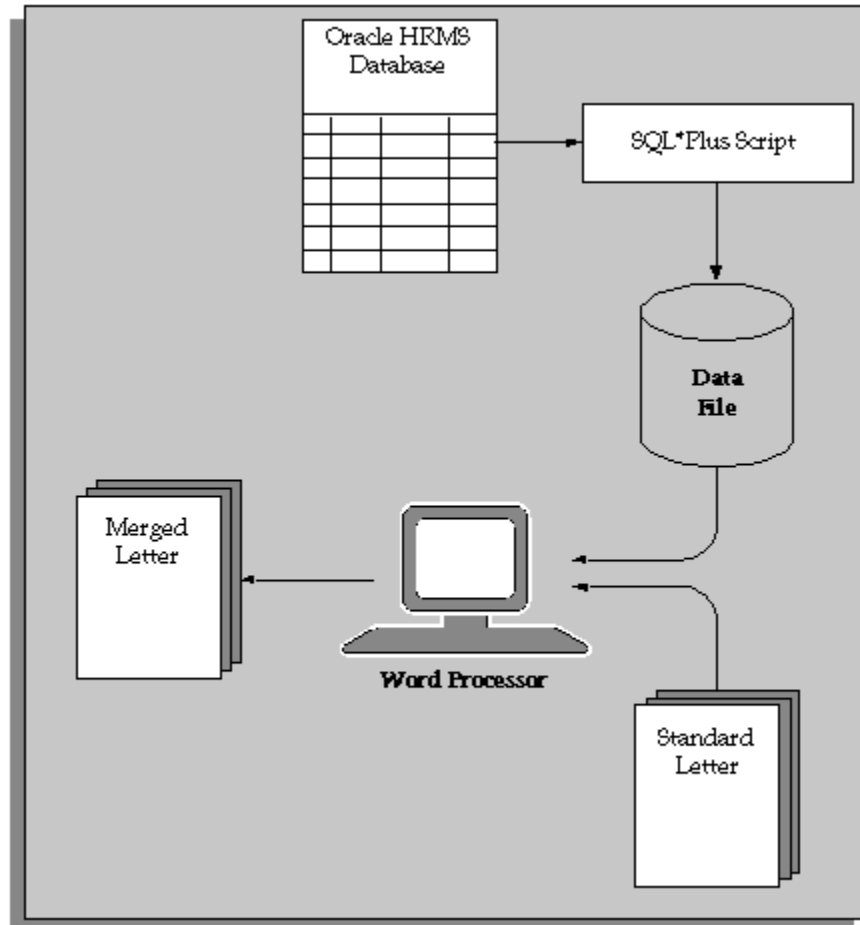 Oracle HRMS
Database
SQL*Plus Script
Data
File
Merged
Letter
Word Processor
Standard
Letter